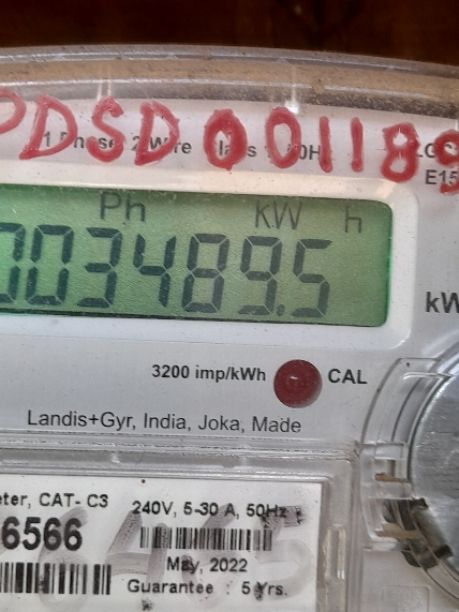 PDSD001189
1 Phase 2 Wire
E15
Ph kW h
003489.5
kW
3200 imp/kWh CAL
Landis+Gyr, India, Joka, Made
eter, CAT- C3
240V, 5-30 A, 50Hz
6566
May, 2022
Guarantee : 5 Yrs.